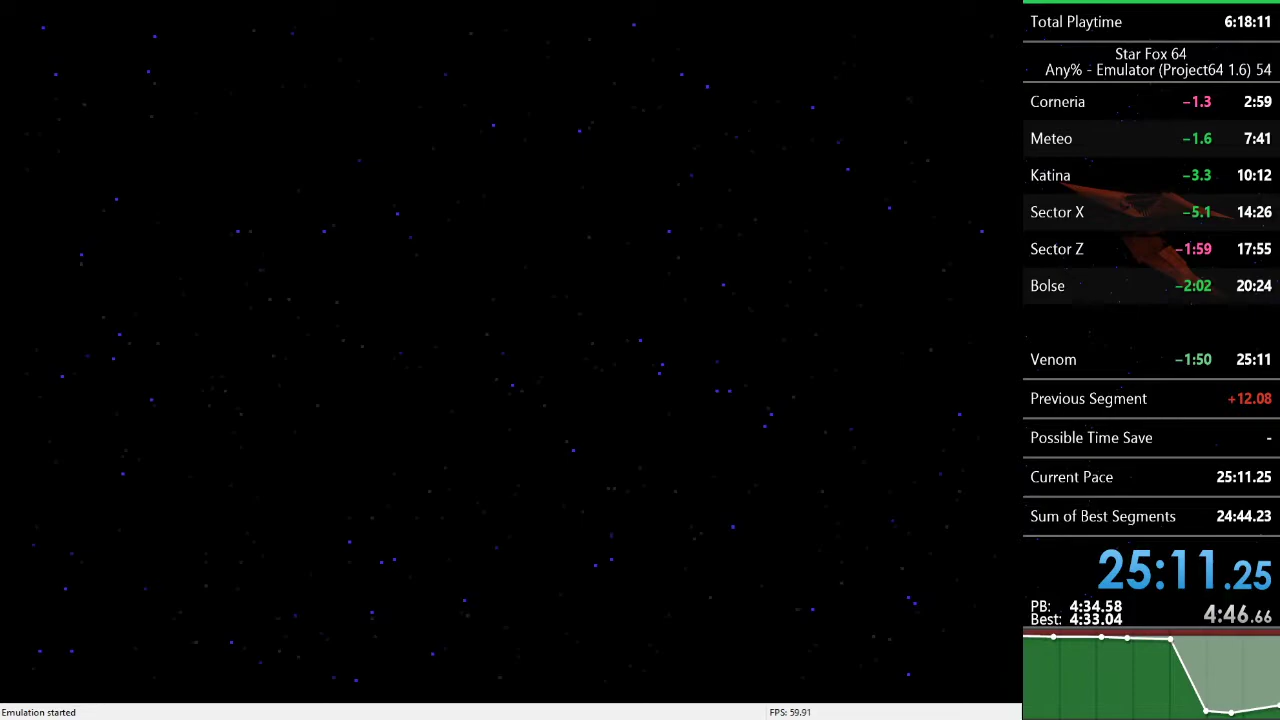 Total Playtime 6:18:11
Star Fox 64
Any% - Emulator (Project64 1.6) 54
Corneria −1.3 2:59
Meteo −1.6 7:41
Katina −3.3 10:12
Sector X −5.1 14:26
Sector Z −1:59 17:55
Bolse −2:02 20:24
Venom −1:50 25:11
Previous Segment +12.08
Possible Time Save -
Current Pace 25:11.25
Sum of Best Segments 24:44.23
25:11.25
PB: 4:34.58
Best: 4:33.04
4:46.66
Emulation started FPS: 59.91